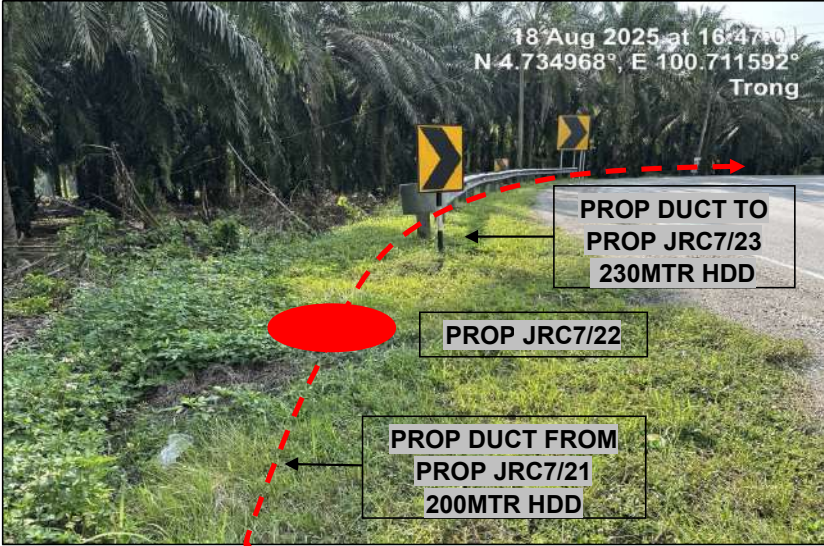 18 Aug 2025 at 16:47:01
N 4.734968°, E 100.711592°
Trong
PROP DUCT TO
PROP JRC7/23
230MTR HDD
PROP JRC7/22
PROP DUCT FROM
PROP JRC7/21
200MTR HDD